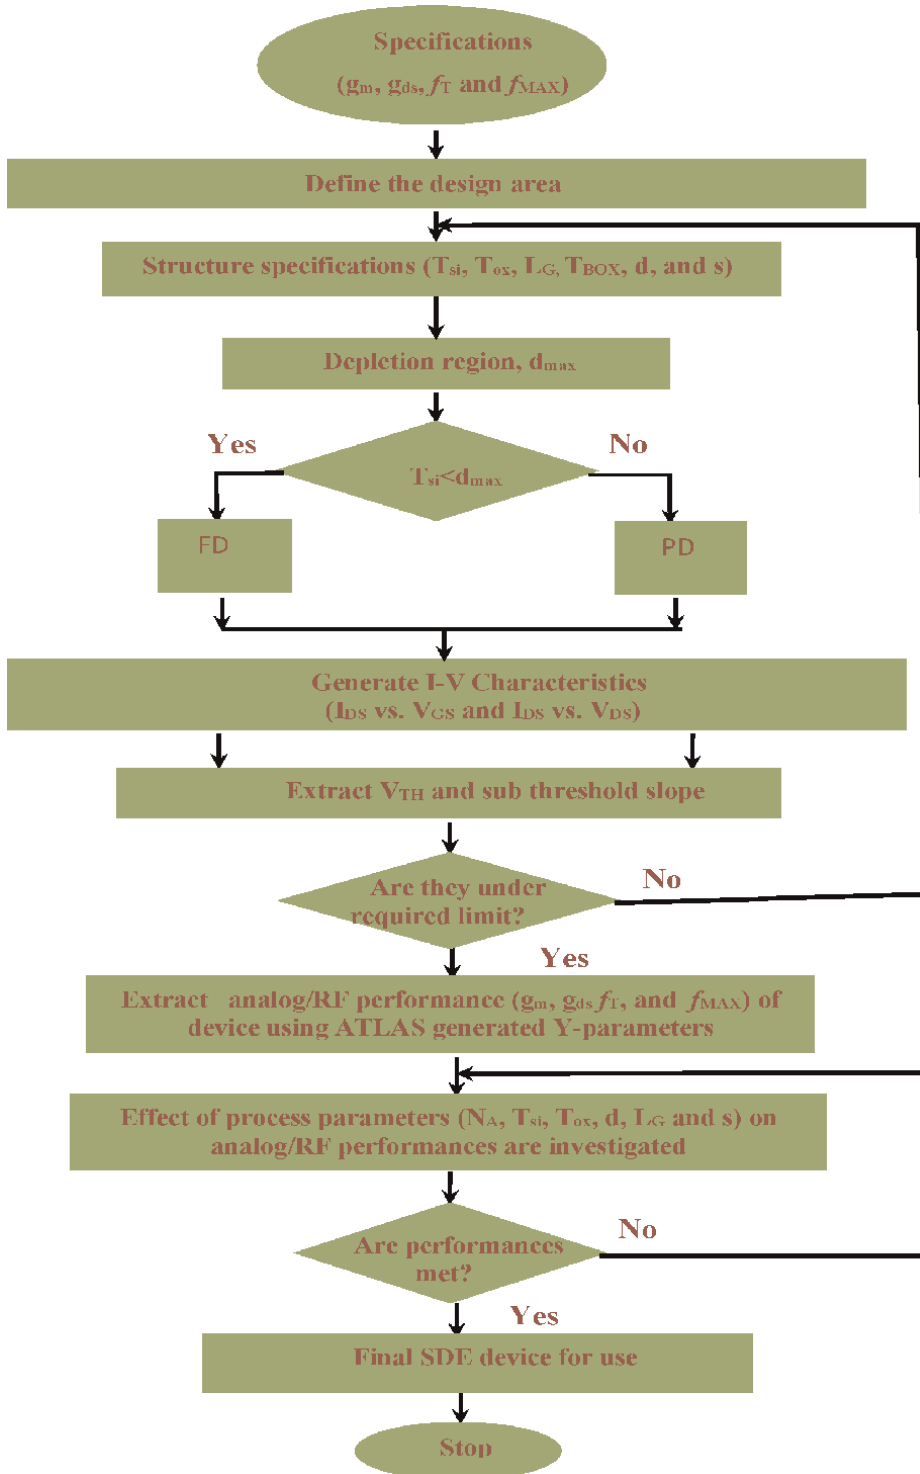 Specifications
(gm, gds, fT and fMAX)
Define the design area
Structure specifications (Tsi, Tox, LG, TBOX, d, and s)
Depletion region, dmax
Yes
No
Tsi<dmax
FD
PD
Generate I-V Characteristics
(IDS vs. VGS and IDS vs. VDS)
Extract VTH and sub threshold slope
Are they under
required limit?
No
Yes
Extract analog/RF performance (gm, gds fT, and fMAX) of
device using ATLAS generated Y-parameters
Effect of process parameters (NA, Tsi, Tox, d, LG and s) on
analog/RF performances are investigated
Are performances
met?
No
Yes
Final SDE device for use
Stop